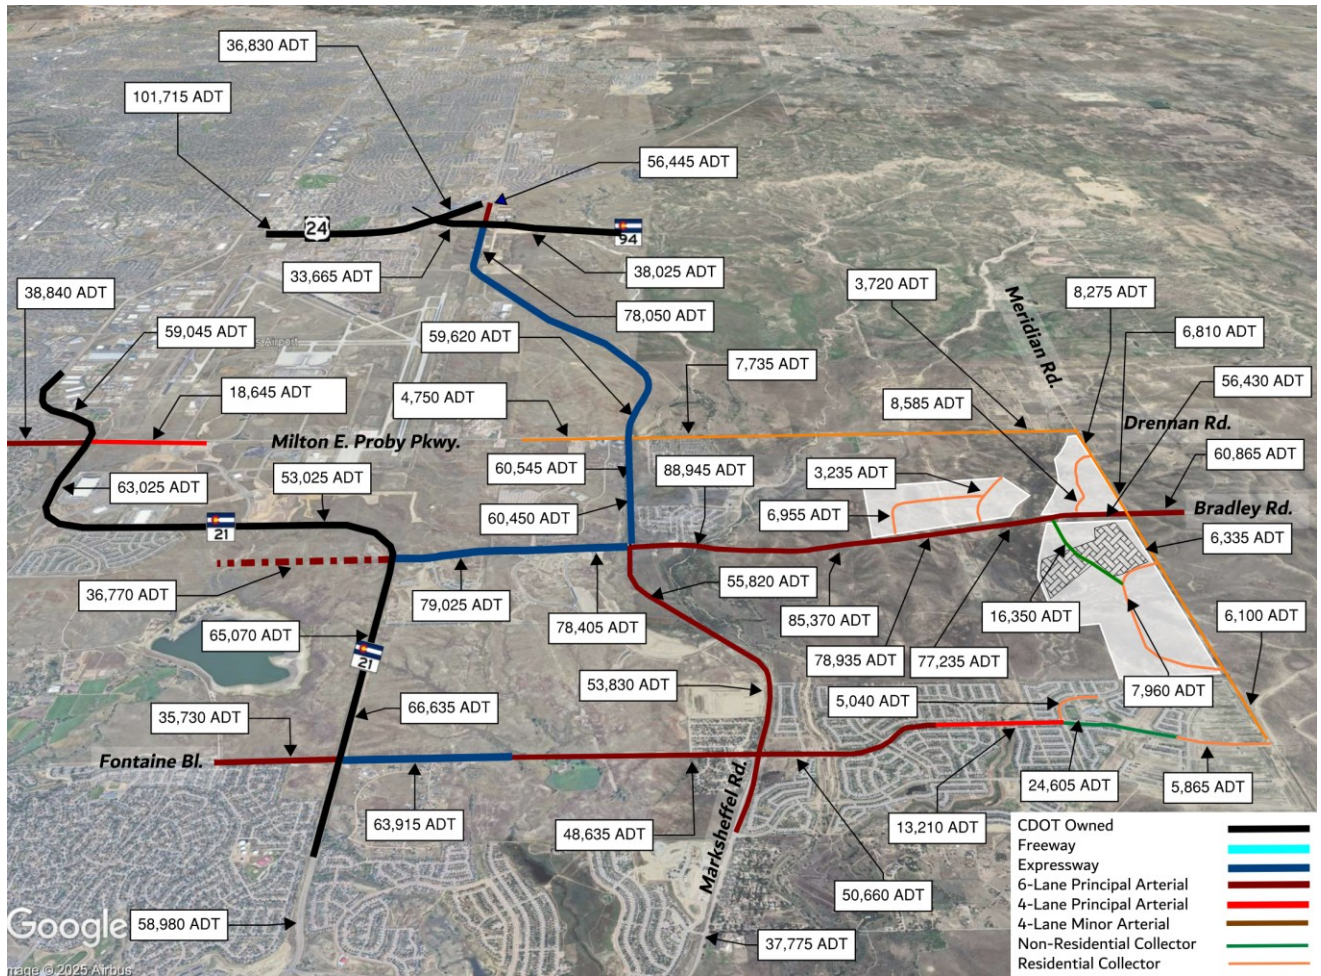 36,830 ADT
101,715 ADT
56,445 ADT
24
94
33,665 ADT
38,025 ADT
38,840 ADT
3,720 ADT
8,275 ADT
Meridian Rd.
59,045 ADT
78,050 ADT
6,810 ADT
59,620 ADT
Airport
7,735 ADT
56,430 ADT
18,645 ADT
4,750 ADT
8,585 ADT
Milton E. Proby Pkwy.
Drennan Rd.
60,865 ADT
60,545 ADT
88,945 ADT
3,235 ADT
63,025 ADT
53,025 ADT
6,955 ADT
Bradley Rd.
60,450 ADT
21
6,335 ADT
36,770 ADT
79,025 ADT
55,820 ADT
16,350 ADT
6,100 ADT
65,070 ADT
78,405 ADT
85,370 ADT
21
78,935 ADT
77,235 ADT
53,830 ADT
7,960 ADT
35,730 ADT
66,635 ADT
5,040 ADT
Fontaine Bl.
Marksheffel Rd.
24,605 ADT
5,865 ADT
63,915 ADT
48,635 ADT
13,210 ADT
50,660 ADT
58,980 ADT
37,775 ADT
CDOT Owned
Freeway
Expressway
6-Lane Principal Arterial
4-Lane Principal Arterial
4-Lane Minor Arterial
Non-Residential Collector
Residential Collector
Google
mage © 2025 Airbus